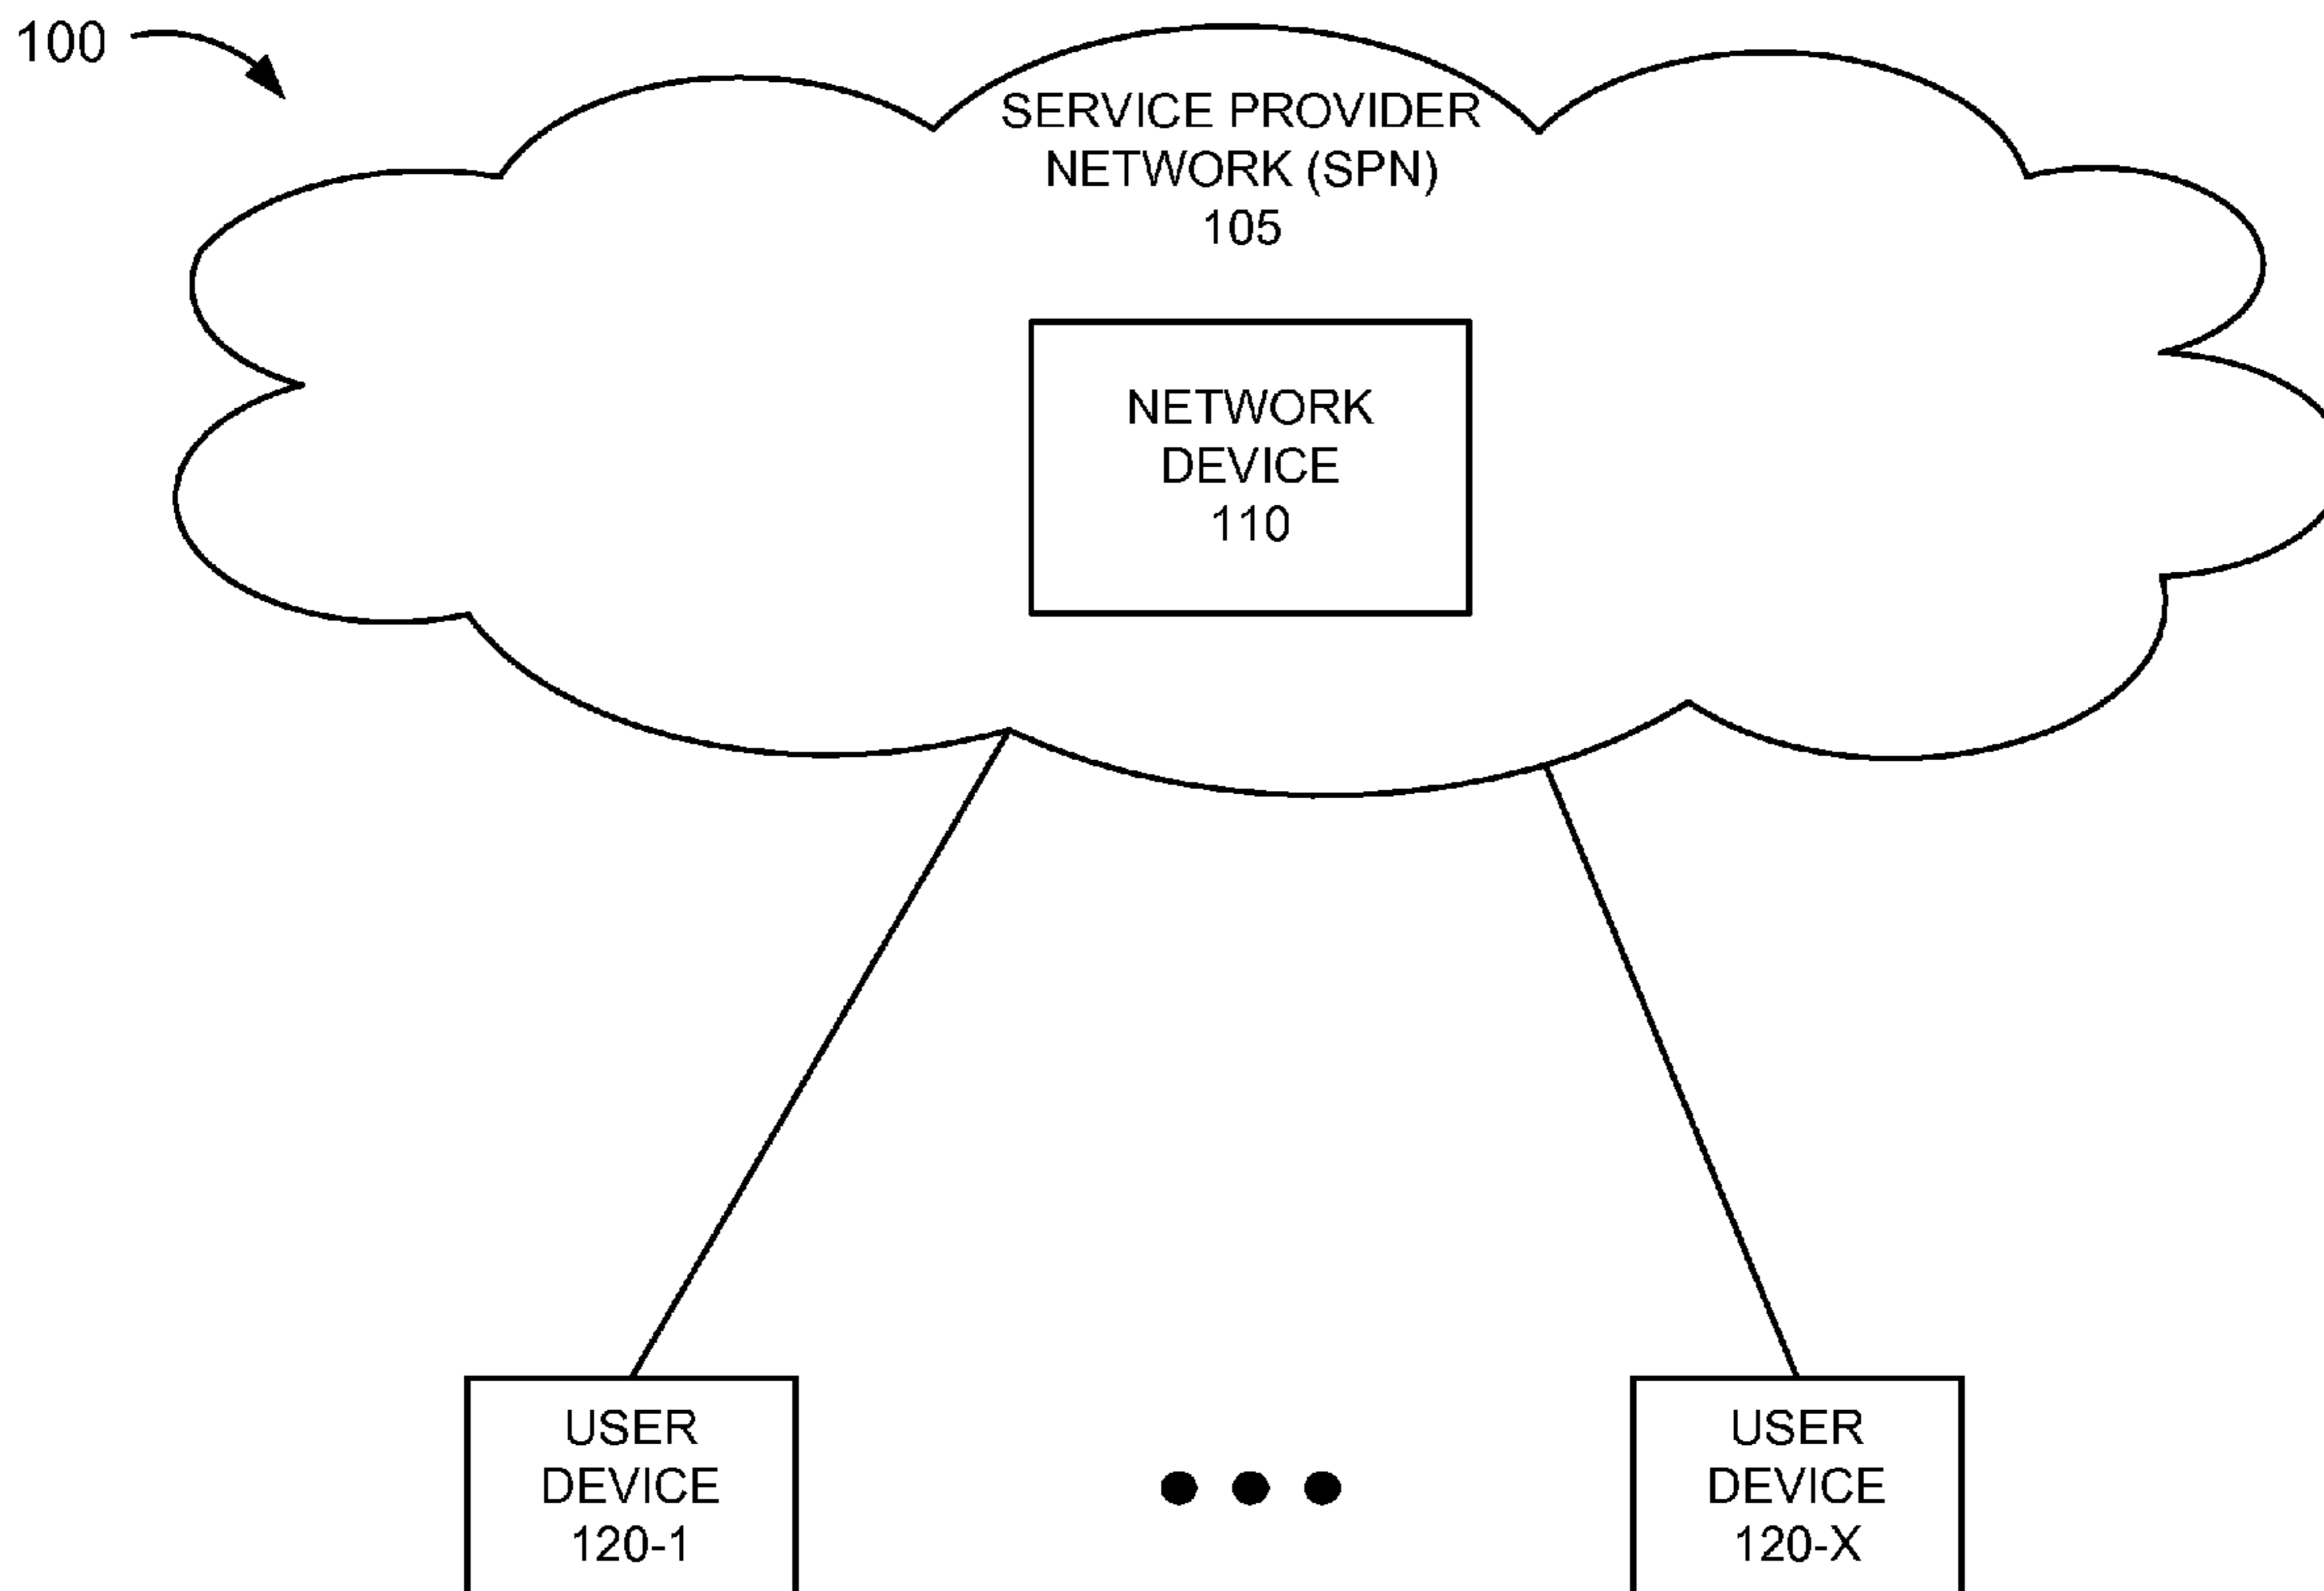 100
SERVICE PROVIDER
NETWORK (SPN)
105
NETWORK
DEVICE
110
USER
DEVICE
120-1
USER
DEVICE
120-X